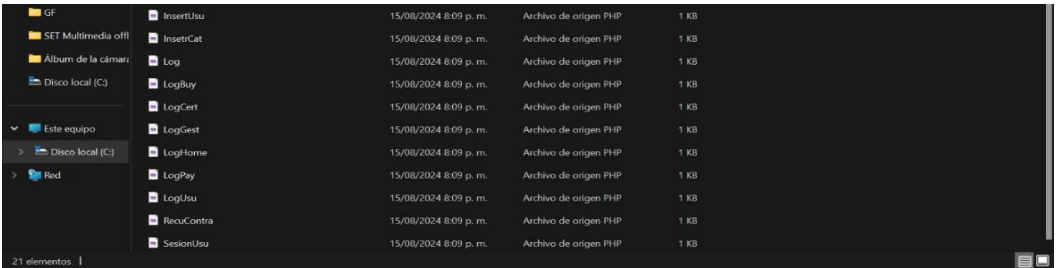 GF
SET Multimedia offl
Álbum de la cámara
Disco local (C:)
Este equipo
Disco local (C:)
Red
InsertUsu 15/08/2024 8:09 p. m. Archivo de origen PHP 1 KB
InsetrCat 15/08/2024 8:09 p. m. Archivo de origen PHP 1 KB
Log 15/08/2024 8:09 p. m. Archivo de origen PHP 1 KB
LogBuy 15/08/2024 8:09 p. m. Archivo de origen PHP 1 KB
LogCert 15/08/2024 8:09 p. m. Archivo de origen PHP 1 KB
LogGest 15/08/2024 8:09 p. m. Archivo de origen PHP 1 KB
LogHome 15/08/2024 8:09 p. m. Archivo de origen PHP 1 KB
LogPay 15/08/2024 8:09 p. m. Archivo de origen PHP 1 KB
LogUsu 15/08/2024 8:09 p. m. Archivo de origen PHP 1 KB
RecuContra 15/08/2024 8:09 p. m. Archivo de origen PHP 1 KB
SesionUsu 15/08/2024 8:09 p. m. Archivo de origen PHP 1 KB
21 elementos